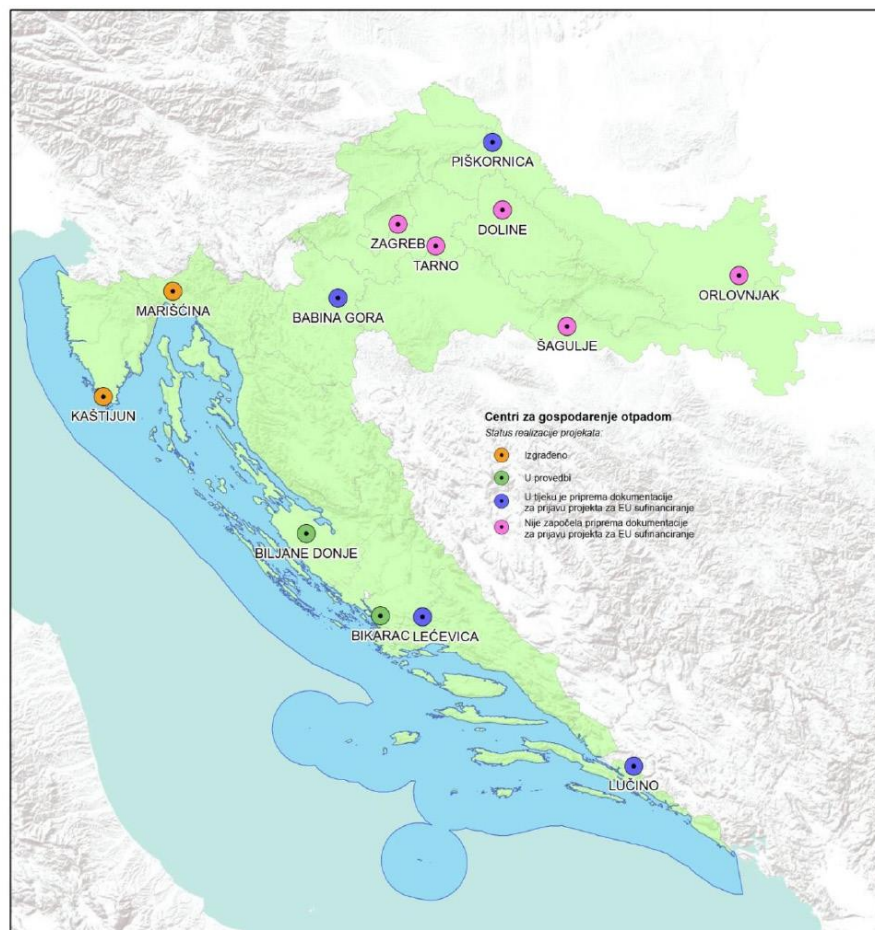 PIŠKORNICA
DOLINE
ZAGREB
TARNO
ORLOVNJAK
MARIŠĆINA
BABINA GORA
ŠAGULJE
KAŠTIJUN
Centri za gospodarenje otpadom
Status realizacije projekata:
Izgrađeno
U provedbi
U tijeku je priprema dokumentacije
za prijavu projekta za EU sufinanciranje
Nije započela priprema dokumentacije
za prijavu projekta za EU sufinanciranje
BILJANE DONJE
BIKARAC
LEĆEVICA
LUČINO